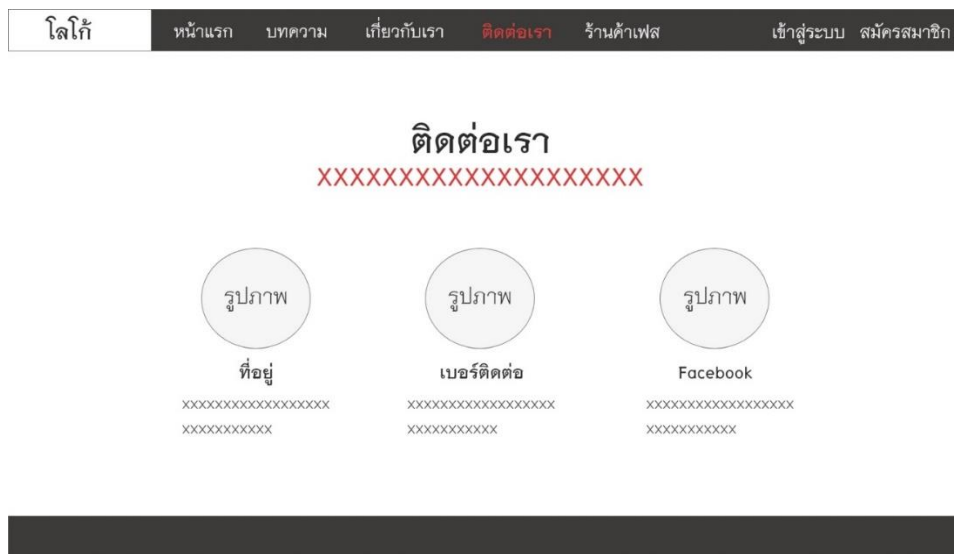 โลโก้ หน้าแรก บทความ เกี่ยวกับเรา ติดต่อเรา ร้านค้าเฟส เข้าสู่ระบบ สมัครสมาชิก
ติดต่อเรา
XXXXXXXXXXXXXXXXXXXX
รูปภาพ รูปภาพ รูปภาพ
ที่อยู่ เบอร์ติดต่อ Facebook
XXXXXXXXXXXXXXXXXX XXXXXXXXXXXXXXXXXX XXXXXXXXXXXXXXXXXX
XXXXXXXXXXX XXXXXXXXXXX XXXXXXXXXXX